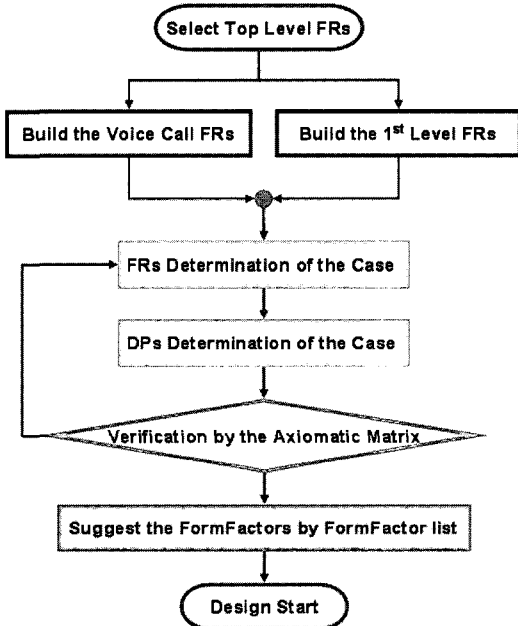 Select Top Level FRs
Build the Voice Call FRs
Build the 1st Level FRs
FRs Determination of the Case
DPs Determination of the Case
Verification by the Axiomatic Matrix
Suggest the FormFactors by FormFactor list
Design Start